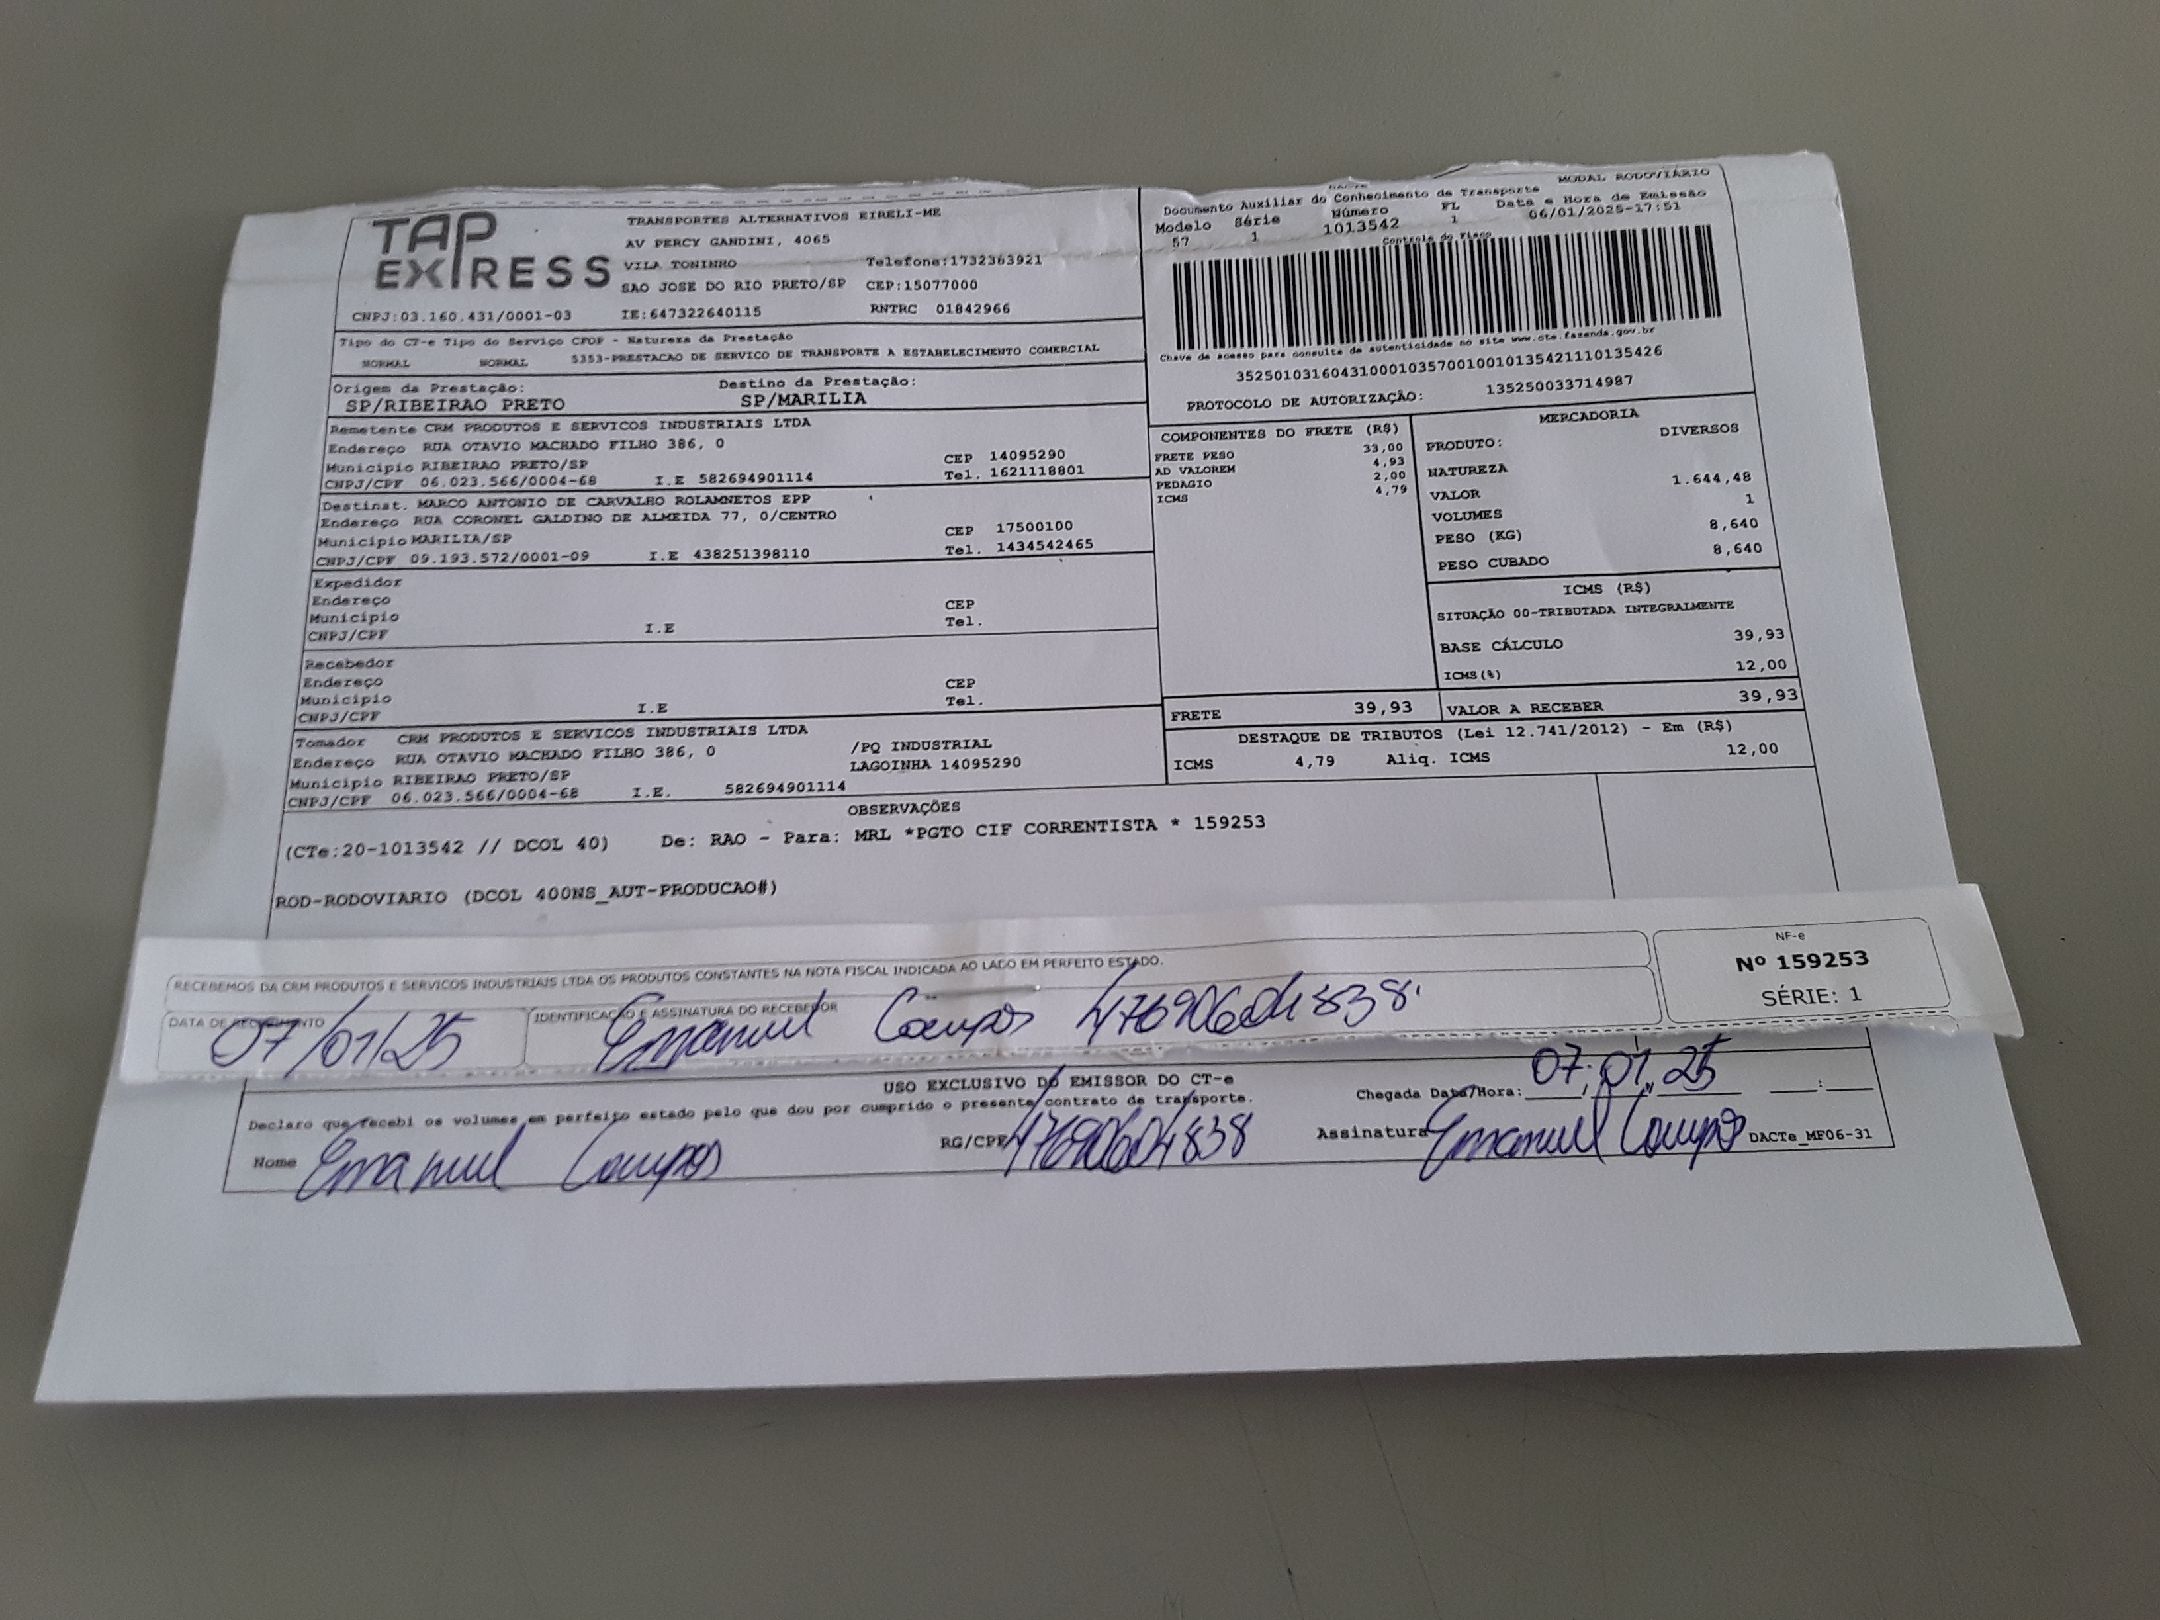 MODAL RODOVIÁRIO
TAP EXPRESS
TRANSPORTES ALTERNATIVOS EIRELI-ME
AV PERCY GANDINI, 4065
VILA TONINHO Telefone:1732363921
SAO JOSE DO RIO PRETO/SP CEP:15077000
CNPJ:03.160.431/0001-03 IE:647322640115 RNTRC 01842966
Documento Auxiliar do Conhecimento de Transporte
Modelo Série Número FL Data e Hora de Emissão
57 1 1013542 1 06/01/2025-17:51
Controle do Fisco
Chave de acesso para consulta de autenticidade no site www.cte.fazenda.gov.br
35250103160431000103570010010135421110135426
PROTOCOLO DE AUTORIZAÇÃO: 135250033714987
Tipo do CT-e Tipo do Serviço CFOP - Natureza da Prestação
NORMAL NORMAL 5353-PRESTACAO DE SERVICO DE TRANSPORTE A ESTABELECIMENTO COMERCIAL
Origem da Prestação: Destino da Prestação:
SP/RIBEIRAO PRETO SP/MARILIA
Remetente CRM PRODUTOS E SERVICOS INDUSTRIAIS LTDA
Endereço RUA OTAVIO MACHADO FILHO 386, 0
Município RIBEIRAO PRETO/SP CEP 14095290
CNPJ/CPF 06.023.566/0004-68 I.E 582694901114 Tel. 1621118801
Destinat. MARCO ANTONIO DE CARVALHO ROLAMNETOS EPP
Endereço RUA CORONEL GALDINO DE ALMEIDA 77, 0/CENTRO
Município MARILIA/SP CEP 17500100
CNPJ/CPF 09.193.572/0001-09 I.E 438251398110 Tel. 1434542465
Expedidor
Endereço CEP
Município Tel.
CNPJ/CPF I.E
Recebedor
Endereço CEP
Município Tel.
CNPJ/CPF I.E
Tomador CRM PRODUTOS E SERVICOS INDUSTRIAIS LTDA
Endereço RUA OTAVIO MACHADO FILHO 386, 0 /PQ INDUSTRIAL
LAGOINHA 14095290
Município RIBEIRAO PRETO/SP
CNPJ/CPF 06.023.566/0004-68 I.E. 582694901114
COMPONENTES DO FRETE (R$)
FRETE PESO 33,00
AD VALOREM 4,93
PEDAGIO 2,00
ICMS 4,79
MERCADORIA
PRODUTO: DIVERSOS
NATUREZA
VALOR 1.644,48
VOLUMES 1
PESO (KG) 8,640
PESO CUBADO 8,640
ICMS (R$)
SITUAÇÃO 00-TRIBUTADA INTEGRALMENTE
BASE CÁLCULO 39,93
ICMS(%) 12,00
FRETE 39,93 VALOR A RECEBER 39,93
DESTAQUE DE TRIBUTOS (Lei 12.741/2012) - Em (R$)
ICMS 4,79 Aliq. ICMS 12,00
OBSERVAÇÕES
(CTe:20-1013542 // DCOL 40) De: RAO - Para: MRL *PGTO CIF CORRENTISTA * 159253
ROD-RODOVIARIO (DCOL 400NS_AUT-PRODUCAO#)
RECEBEMOS DA CRM PRODUTOS E SERVICOS INDUSTRIAIS LTDA OS PRODUTOS CONSTANTES NA NOTA FISCAL INDICADA AO LADO EM PERFEITO ESTADO.
NF-e
Nº 159253
SÉRIE: 1
DATA DE RECEBIMENTO IDENTIFICAÇÃO E ASSINATURA DO RECEBEDOR
07/01/25 Emanuel Campos 47690604838.
USO EXCLUSIVO DO EMISSOR DO CT-e
Declaro que recebi os volumes em perfeito estado pelo que dou por cumprido o presente contrato de transporte.
Chegada Data/Hora: 07/01/25 :
Nome Emanuel Campos RG/CPF 47690604838 Assinatura Emanuel Campos DACTe_MF06-31